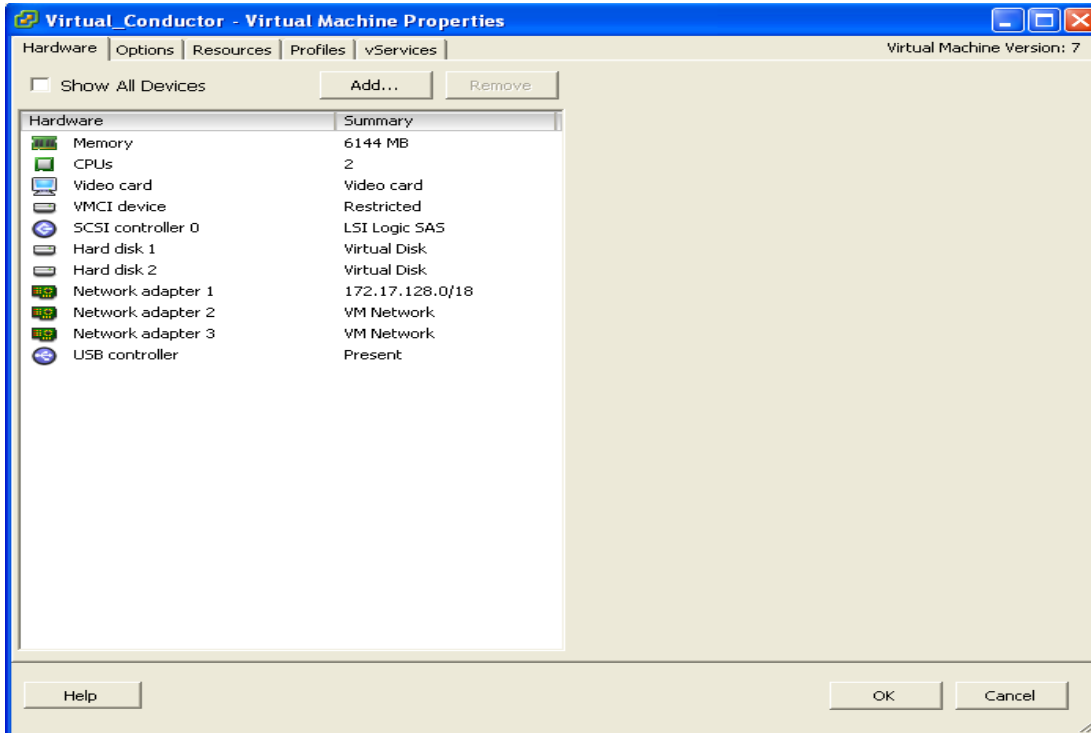 Virtual_Conductor - Virtual Machine Properties
Hardware Options Resources Profiles vServices Virtual Machine Version: 7
Show All Devices Add... Remove
Hardware Summary
Memory 6144 MB
CPUs 2
Video card Video card
VMCI device Restricted
SCSI controller 0 LSI Logic SAS
Hard disk 1 Virtual Disk
Hard disk 2 Virtual Disk
Network adapter 1 172.17.128.0/18
Network adapter 2 VM Network
Network adapter 3 VM Network
USB controller Present
Help OK Cancel